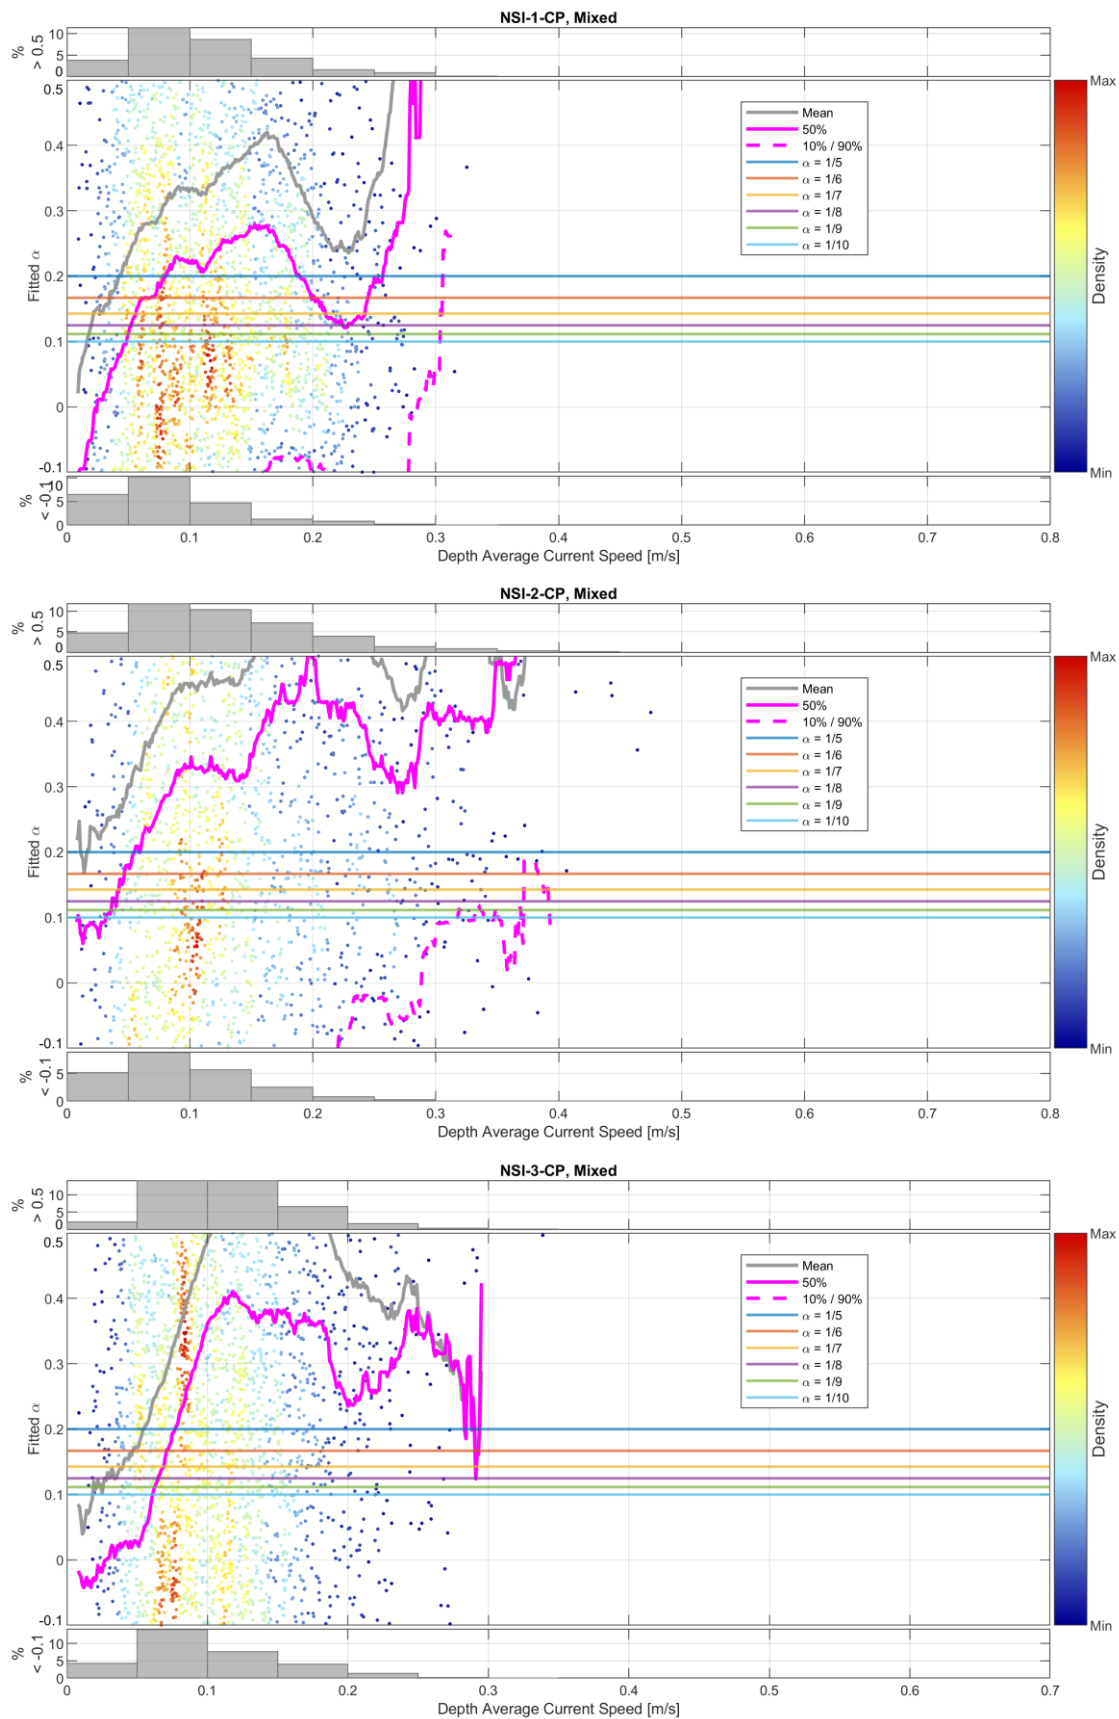 NSI-1-CP, Mixed
%
> 0.5
10
5
0
0.5
0.4
0.3
0.2
0.1
0
-0.1
Fitted α
Mean
50%
10% / 90%
α = 1/5
α = 1/6
α = 1/7
α = 1/8
α = 1/9
α = 1/10
Max
Density
Min
%
< -0.1
10
5
0
0 0.1 0.2 0.3 0.4 0.5 0.6 0.7 0.8
Depth Average Current Speed [m/s]
NSI-2-CP, Mixed
%
> 0.5
10
5
0
0.5
0.4
0.3
0.2
0.1
0
-0.1
Fitted α
Mean
50%
10% / 90%
α = 1/5
α = 1/6
α = 1/7
α = 1/8
α = 1/9
α = 1/10
Max
Density
Min
%
< -0.1
5
0
0 0.1 0.2 0.3 0.4 0.5 0.6 0.7 0.8
Depth Average Current Speed [m/s]
NSI-3-CP, Mixed
%
> 0.5
10
5
0
0.5
0.4
0.3
0.2
0.1
0
-0.1
Fitted α
Mean
50%
10% / 90%
α = 1/5
α = 1/6
α = 1/7
α = 1/8
α = 1/9
α = 1/10
Max
Density
Min
%
< -0.1
10
5
0
0 0.1 0.2 0.3 0.4 0.5 0.6 0.7
Depth Average Current Speed [m/s]